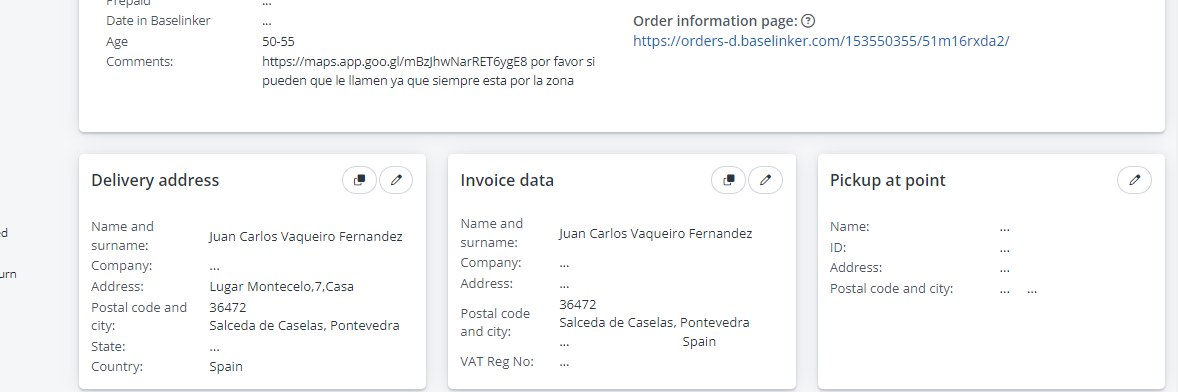 Prepaid ...
Date in Baselinker ...
Age 50-55
Comments: https://maps.app.goo.gl/mBzJhwNarRET6ygE8 por favor si
pueden que le llamen ya que siempre esta por la zona
Order information page:
https://orders-d.baselinker.com/153550355/51m16rxda2/
ed
urn
Delivery address
Name and
surname: Juan Carlos Vaqueiro Fernandez
Company: ...
Address: Lugar Montecelo,7,Casa
Postal code and
city: 36472
Salceda de Caselas, Pontevedra
State: ...
Country: Spain
Invoice data
Name and
surname: Juan Carlos Vaqueiro Fernandez
Company: ...
Address: ...
Postal code
and city: 36472
Salceda de Caselas, Pontevedra
... Spain
VAT Reg No: ...
Pickup at point
Name: ...
ID: ...
Address: ...
Postal code and city: ... ...